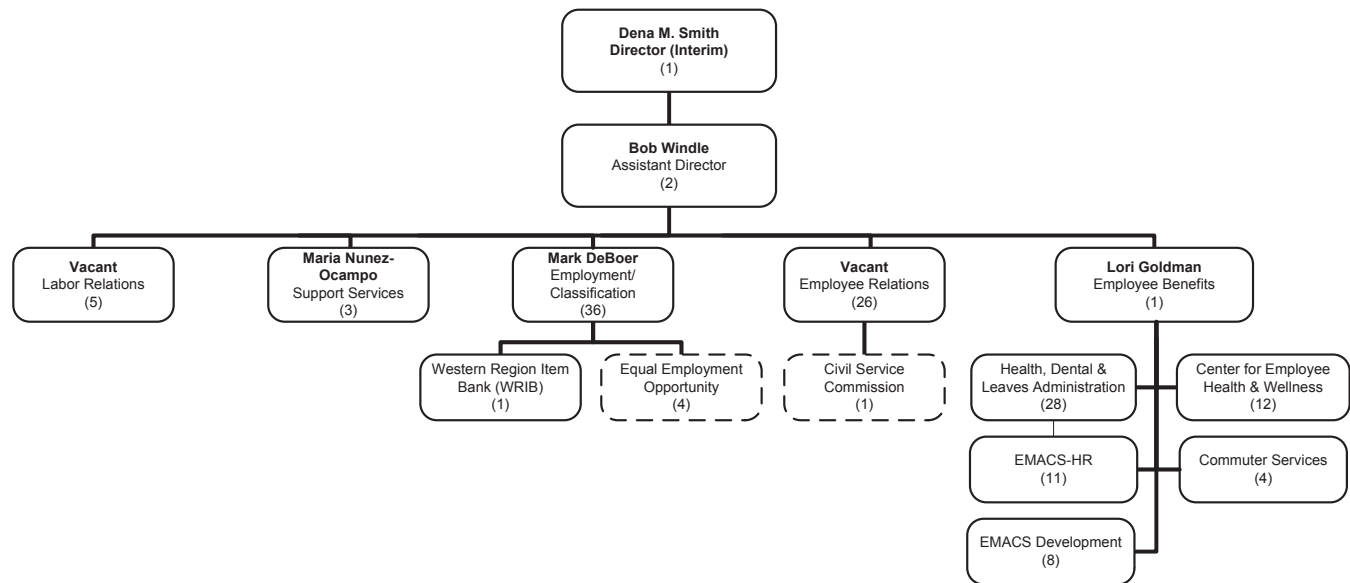 Dena M. Smith
Director (Interim)
(1)
Bob Windle
Assistant Director
(2)
Vacant
Labor Relations
(5)
Maria Nunez-
Ocampo
Support Services
(3)
Mark DeBoer
Employment/
Classification
(36)
Vacant
Employee Relations
(26)
Lori Goldman
Employee Benefits
(1)
Western Region Item
Bank (WRIB)
(1)
Equal Employment
Opportunity
(4)
Civil Service
Commission
(1)
Health, Dental &
Leaves Administration
(28)
Center for Employee
Health & Wellness
(12)
EMACS-HR
(11)
Commuter Services
(4)
EMACS Development
(8)